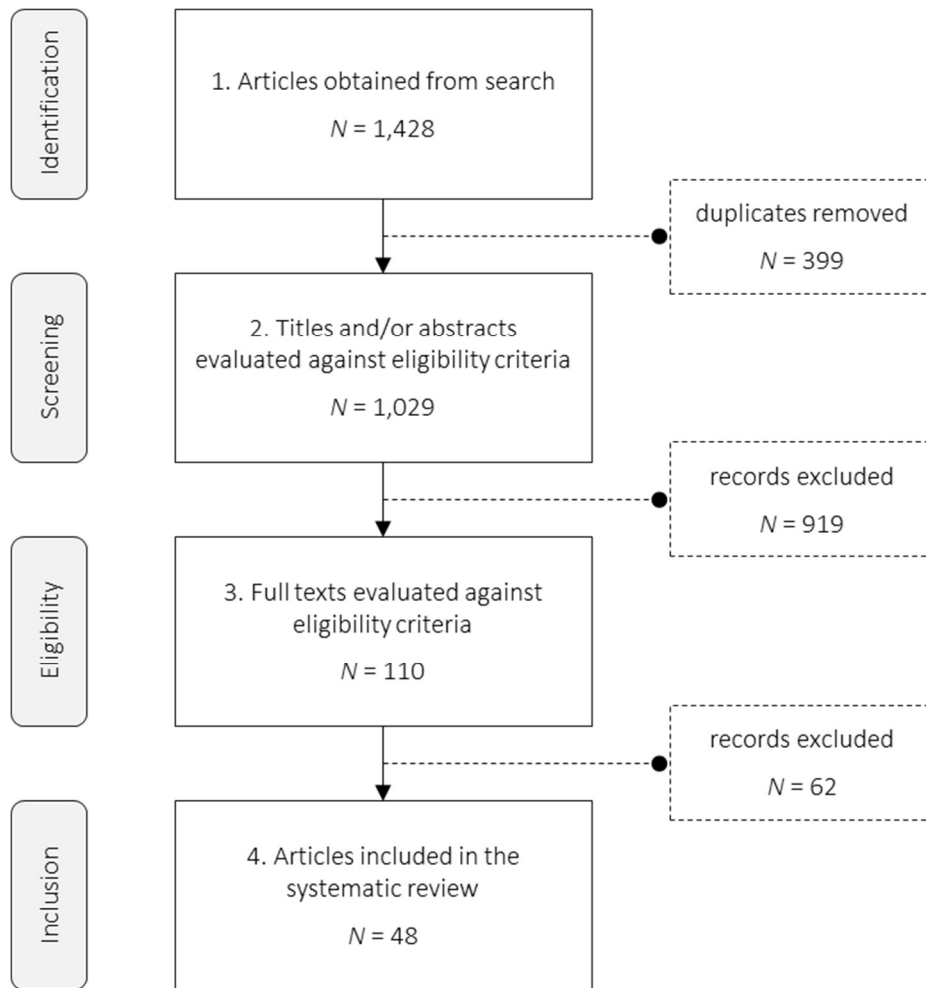 Identification
1. Articles obtained from search
N = 1,428
duplicates removed
N = 399
Screening
2. Titles and/or abstracts
evaluated against eligibility criteria
N = 1,029
records excluded
N = 919
Eligibility
3. Full texts evaluated against
eligibility criteria
N = 110
records excluded
N = 62
Inclusion
4. Articles included in the
systematic review
N = 48